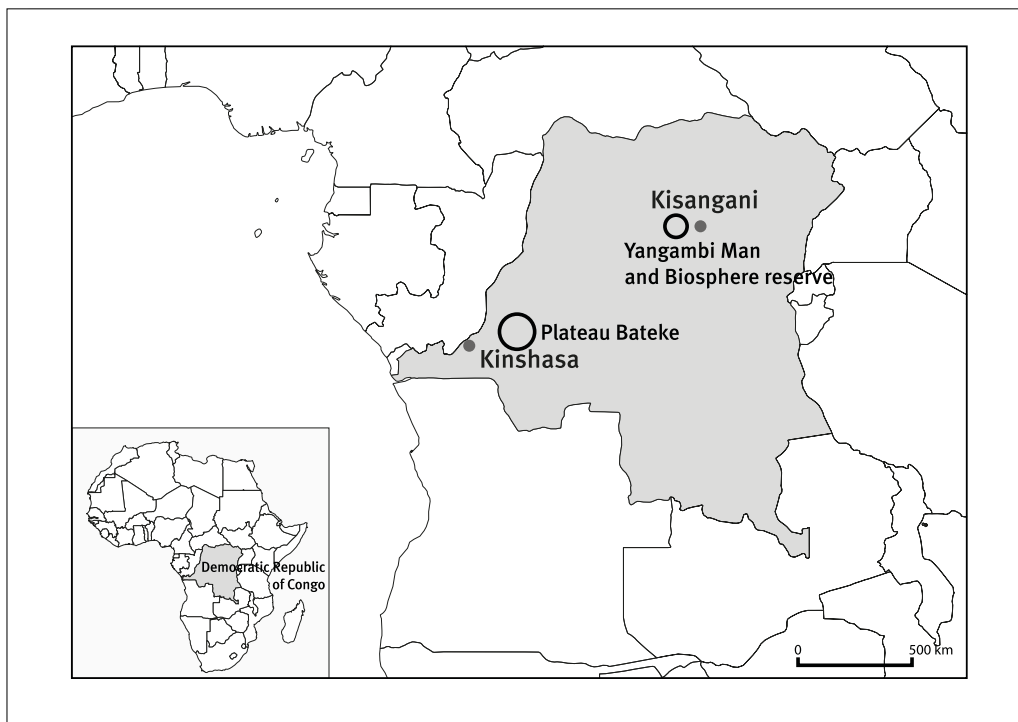 Kisangani
Yangambi Man
and Biosphere reserve
Plateau Bateke
Kinshasa
Democratic Republic
of Congo
0 500 km